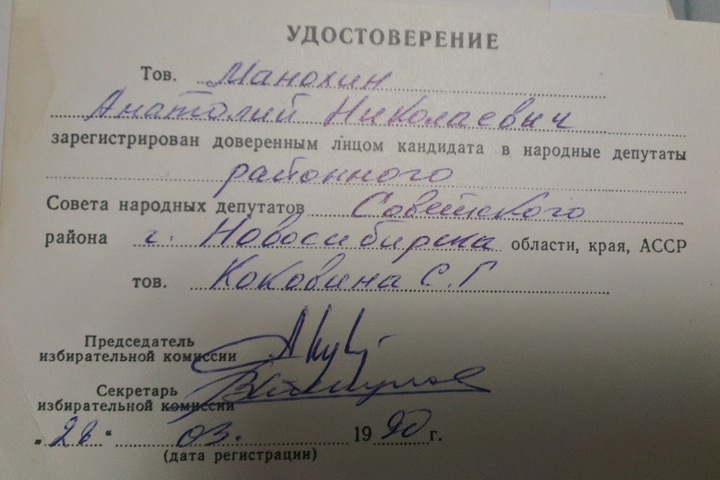 УДОСТОВЕРЕНИЕ
Тов. Манохин
Анатолий Николаевич
зарегистрирован доверенным лицом кандидата в народные депутаты
районного
Совета народных депутатов Советского
района г. Новосибирска области, края, АССР
тов. Коковина С.Г
Председатель
избирательной комиссии
Секретарь
избирательной комиссии
„28“ 03. 1990 г.
(дата регистрации)